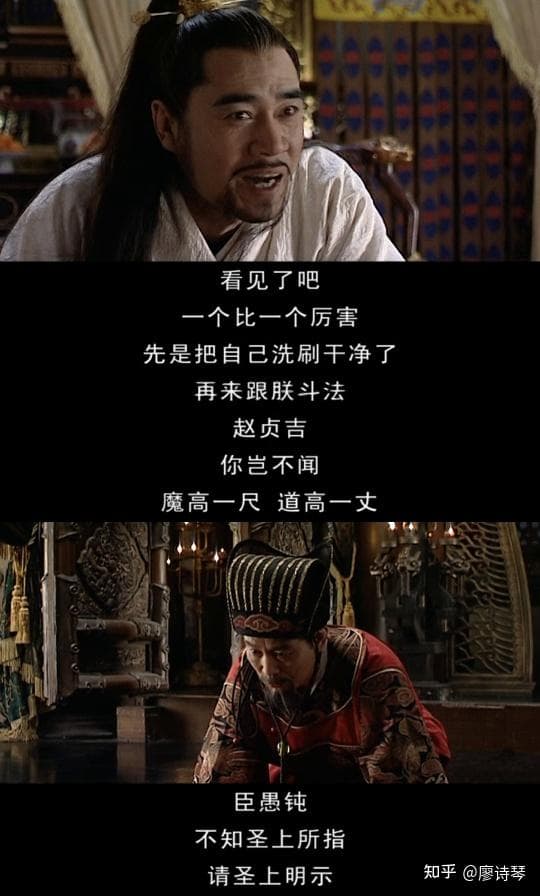 看见了吧
一个比一个厉害
先是把自己洗刷干净了
再来跟朕斗法
赵贞吉
你岂不闻
魔高一尺 道高一丈
臣愚钝
不知圣上所指
请圣上明示
知乎 @廖诗琴